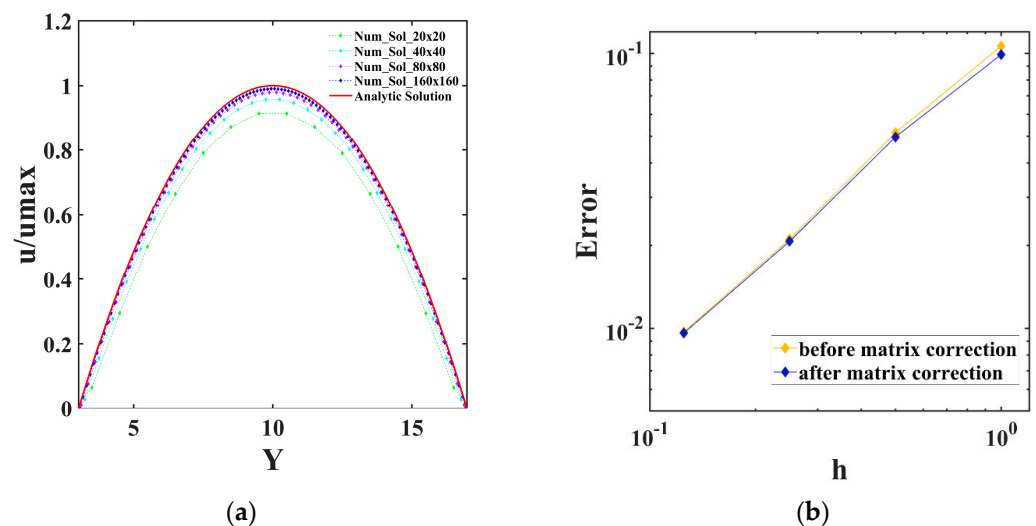 1.2
1
0.8
0.6
0.4
0.2
0
u/umax
Num_Sol_20x20
Num_Sol_40x40
Num_Sol_80x80
Num_Sol_160x160
Analytic Solution
5
10
15
Y
(a)
10^-1
10^-2
Error
before matrix correction
after matrix correction
10^-1
10^0
h
(b)